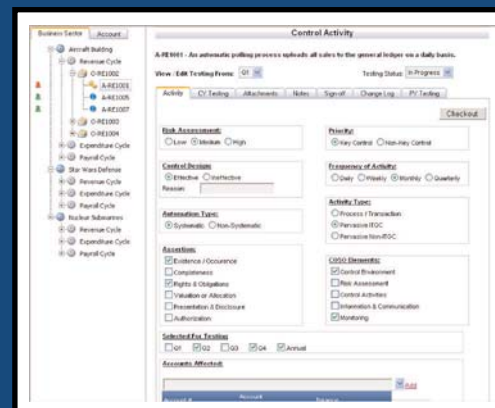 Business Sector Account
Aircraft Building
Revenue Cycle
O-RE1002
A-RE1001
A-RE1005
A-RE1007
O-RE1003
O-RE1004
Expenditure Cycle
Payroll Cycle
Star Wars Defense
Revenue Cycle
Expenditure Cycle
Payroll Cycle
Nuclear Submarines
Revenue Cycle
Expenditure Cycle
Payroll Cycle
Control Activity
A-RE1001 - An automatic polling process uploads all sales to the general ledger on a daily basis.
View / Edit Testing From: Q1 Testing Status: In Progress
Activity CY Testing Attachments Notes Sign off Change Log PY Testing
Checkout
Risk Assessment:
Low Medium High
Control Design:
Effective Ineffective
Reason:
Automation Type:
Systematic Non-Systematic
Assertion:
Existence / Occurance
Completeness
Rights & Obligations
Valuation or Allocation
Presentation & Disclosure
Authorization
Priority:
Key Control Non-Key Control
Frequency of Activity:
Daily Weekly Monthly Quarterly
Activity Type:
Process / Transaction
Pervasive ITGC
Pervasive Non-ITGC
COSO Elements:
Control Environment
Risk Assessment
Control Activities
Information & Communication
Monitoring
Selected For Testing
Q1 Q2 Q3 Q4 Annual
Accounts Affected:
Add
Account # Account